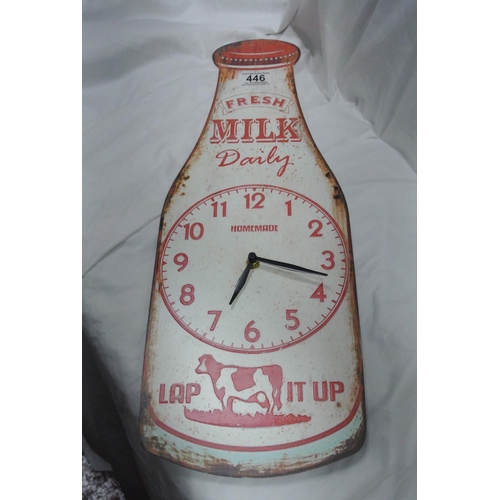 446
FRESH
MILK
Daily
11 12 1
10 2
HOMEMADE
9 3
8 4
7 6 5
LAP IT UP